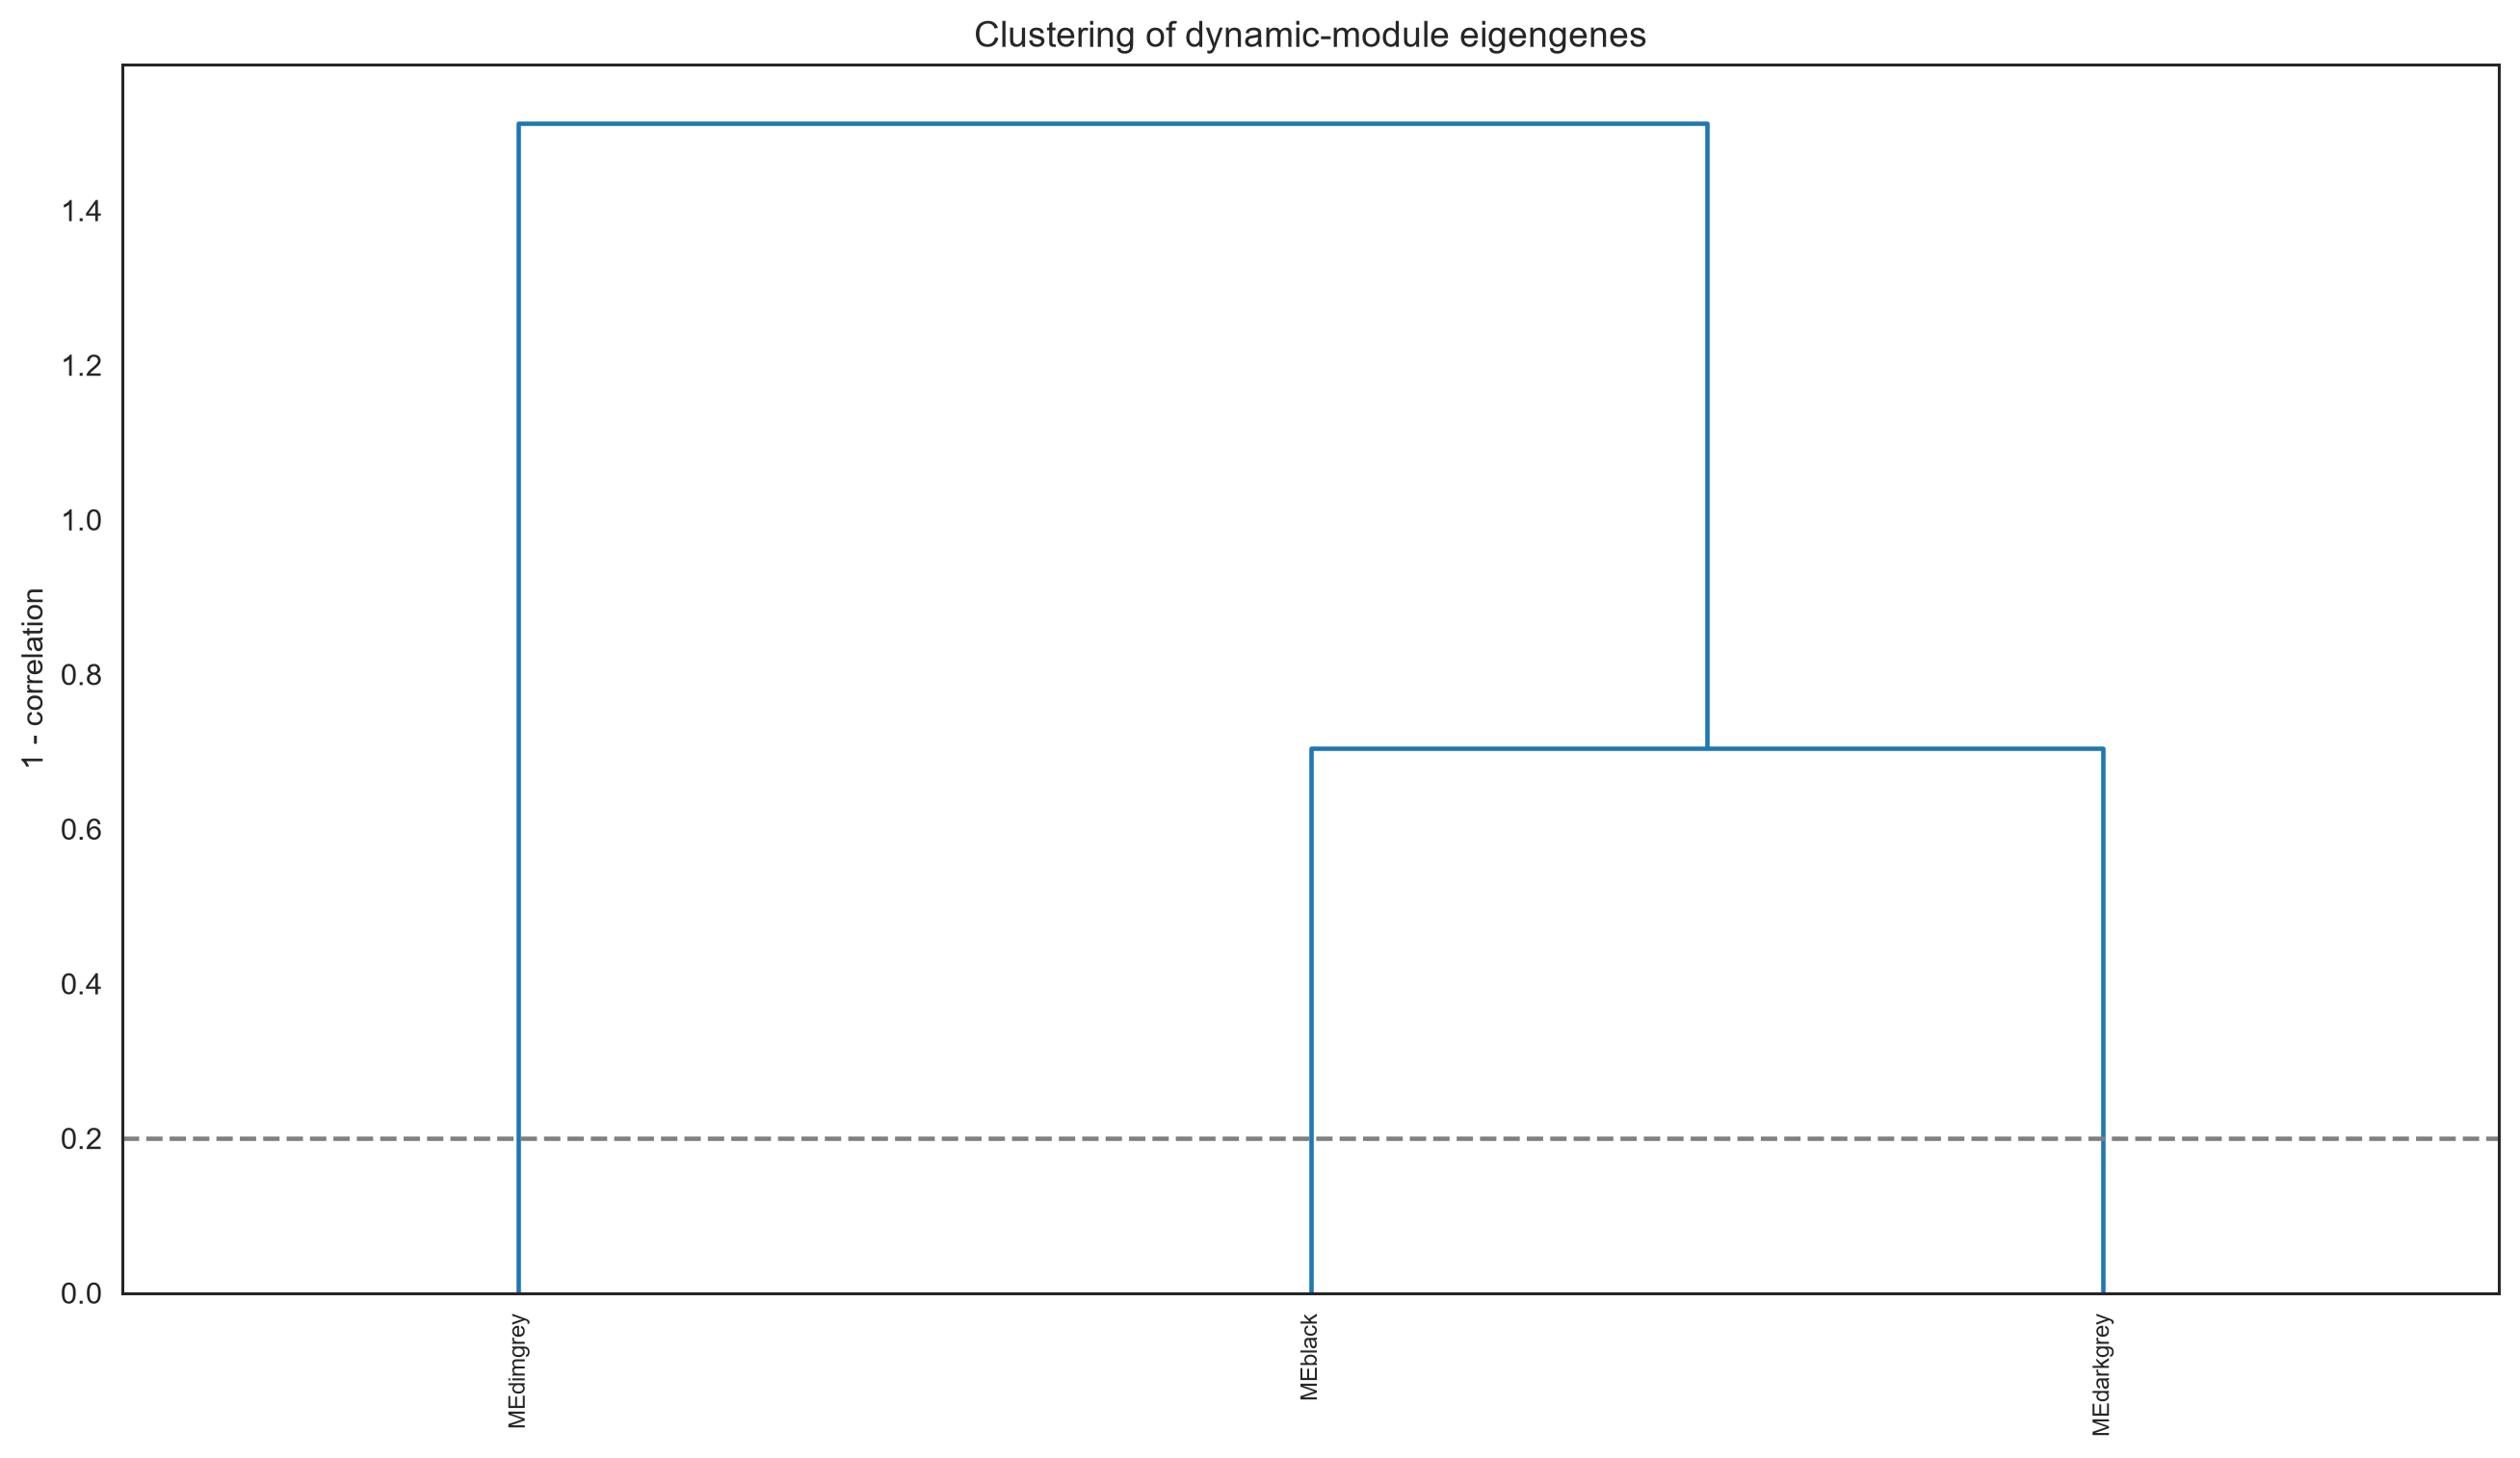 Clustering of dynamic-module eigengenes
1 - correlation
1.4
1.2
1.0
0.8
0.6
0.4
0.2
0.0
MEdimgrey
MEblack
MEdarkgrey